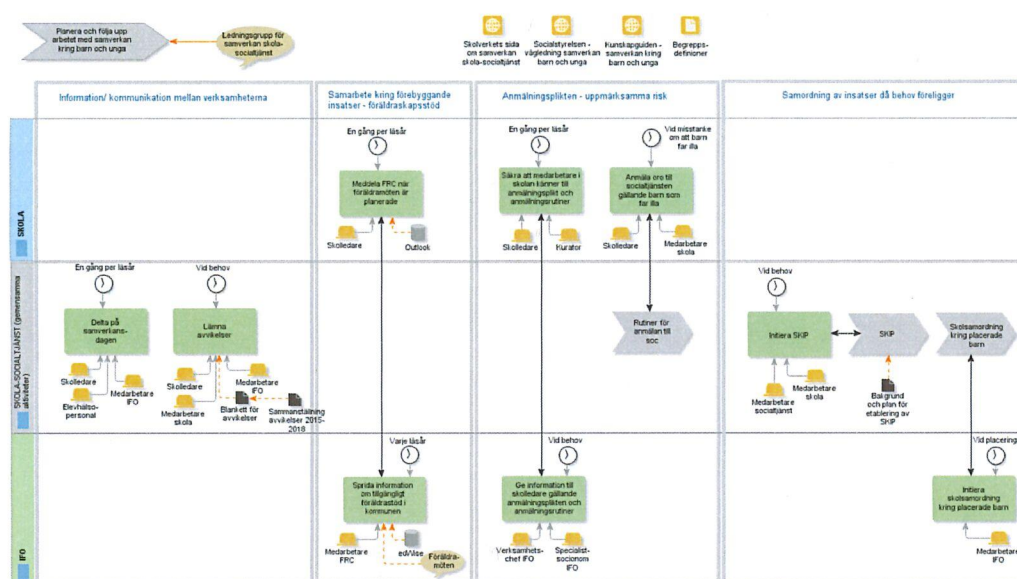 Planera och följa upp
arbetet med samverkan
kring barn och unga
Ledningsgrupp för
samverkan skola-
socialtjänst
Skolverkets sida
om samverkan
skola-socialtjänst
Socialstyrelsen -
vägledning samverkan
barn och unga
Kunskapguiden -
samverkan kring
barn och unga
Begrepps-
definioner
Information/ kommunikation mellan verksamheterna
Samarbete kring förebyggande
insatser - föräldraskapsstöd
Anmälningsplikten - uppmärksamma risk
Samordning av insatser då behov föreligger
SKOLA
En gång per läsår
Meddela FRC när
föräldramöten är
planerade
Skolledare
Outlook
En gång per läsår
Säkra att medarbetare i
skolan känner till
anmälningsplikt och
anmälningsrutiner
Skolledare
Kurator
Vid misstanke
om att barn
far illa
Anmäla oro till
socialtjänsten
gällande barn som
far illa
Skolledare
Medarbetare
skola
SKOLA-SOCIALTJÄNST (gemensamma
aktiviteter)
En gång per läsår
Delta på
samverkans-
dagen
Skolledare
Elevhälso-
personal
Medarbetare
IFO
Vid behov
Lämna
avvikelser
Skolledare
Medarbetare
skola
Medarbetare
IFO
Blankett för
avvikelser
Sammanställning
avvikelser 2015-
2018
Rutiner för
anmälan till
soc
Vid behov
Initiera SKIP
Medarbetare
socialtjänst
Medarbetare
skola
SKIP
Bakgrund
och plan för
etablering av
SKIP
Skolsamordning
kring placerade
barn
IFO
Varje läsår
Sprida information
om tillgängligt
föräldrastöd i
kommunen
Medarbetare
FRC
edWise
Föräldra-
möten
Vid behov
Ge information till
skolledare gällande
anmälningsplikten och
anmälningsrutiner
Verksamhets-
chef IFO
Specialist-
socionom
IFO
Vid placering
Initiera
skolsamordning
kring placerade barn
Medarbetare
IFO